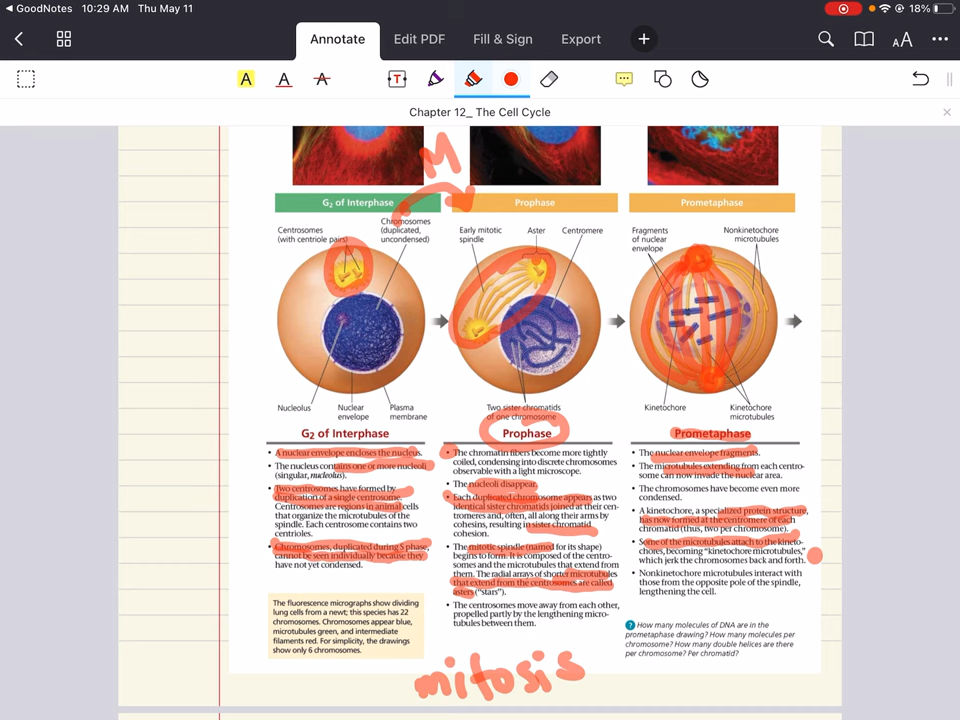 GoodNotes 10:29 AM Thu May 11 18%
Annotate Edit PDF Fill & Sign Export
AA
A A A T
Chapter 12_ The Cell Cycle
M
G2 of Interphase Prophase Prometaphase
Centrosomes
(with centriole pairs)
Chromosomes
(duplicated,
uncondensed)
Early mitotic
spindle
Aster
Centromere
Fragments
of nuclear
envelope
Nonkinetochore
microtubules
Nucleolus
Nuclear
envelope
Plasma
membrane
Two sister chromatids
of one chromosome
Kinetochore
Kinetochore
microtubules
G2 of Interphase
• A nuclear envelope encloses the nucleus.
• The nucleus contains one or more nucleoli
(singular, nucleolus).
• Two centrosomes have formed by
duplication of a single centrosome.
Centrosomes are regions in animal cells
that organize the microtubules of the
spindle. Each centrosome contains two
centrioles.
• Chromosomes, duplicated during S phase,
cannot be seen individually because they
have not yet condensed.
The fluorescence micrographs show dividing
lung cells from a newt; this species has 22
chromosomes. Chromosomes appear blue,
microtubules green, and intermediate
filaments red. For simplicity, the drawings
show only 6 chromosomes.
Prophase
• The chromatin fibers become more tightly
coiled, condensing into discrete chromosomes
observable with a light microscope.
• The nucleoli disappear.
• Each duplicated chromosome appears as two
identical sister chromatids joined at their cen-
tromeres and, often, all along their arms by
cohesins, resulting in sister chromatid
cohesion.
• The mitotic spindle (named for its shape)
begins to form. It is composed of the centro-
somes and the microtubules that extend from
them. The radial arrays of shorter microtubules
that extend from the centrosomes are called
asters ("stars").
• The centrosomes move away from each other,
propelled partly by the lengthening micro-
tubules between them.
Prometaphase
• The nuclear envelope fragments.
• The microtubules extending from each centro-
some can now invade the nuclear area.
• The chromosomes have become even more
condensed.
• A kinetochore, a specialized protein structure,
has now formed at the centromere of each
chromatid (thus, two per chromosome).
• Some of the microtubules attach to the kineto-
chores, becoming "kinetochore microtubules,"
which jerk the chromosomes back and forth.
• Nonkinetochore microtubules interact with
those from the opposite pole of the spindle,
lengthening the cell.
? How many molecules of DNA are in the
prometaphase drawing? How many molecules per
chromosome? How many double helices are there
per chromosome? Per chromatid?
mitosis